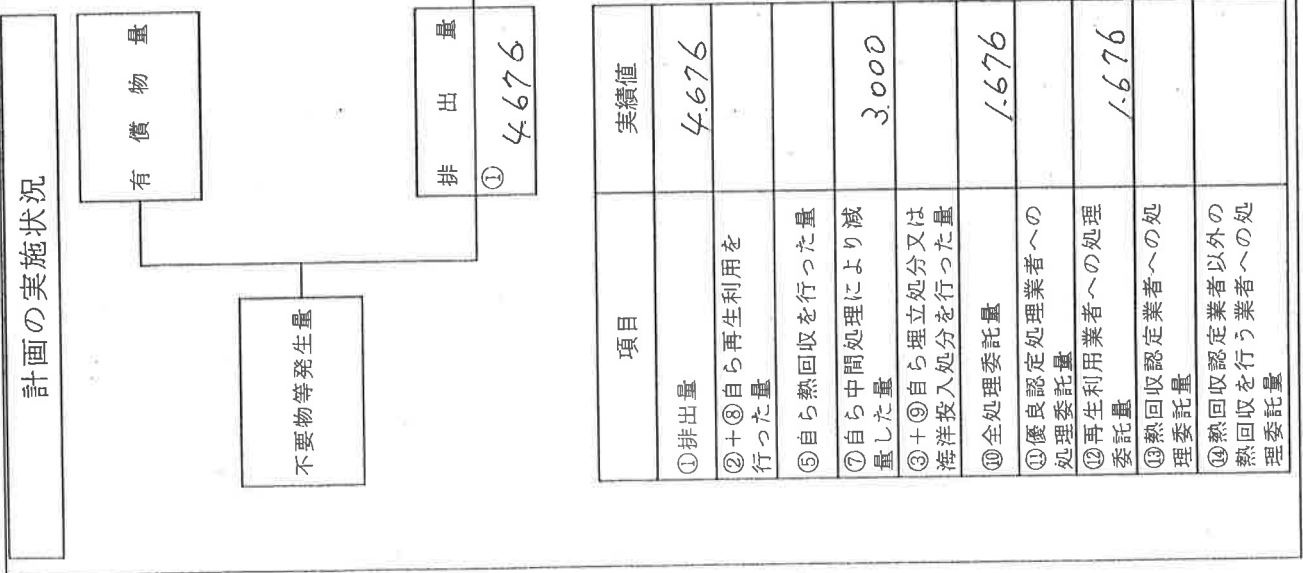 計画の実施状況
有償物量
不要物等発生量
排出量
①
4.676
項目
実績値
①排出量
4.676
②+⑧自ら再生利用を
行った量
⑤自ら熱回収を行った量
⑦自ら中間処理により減
量した量
3.000
③+⑨自ら埋立処分又は
海洋投入処分を行った量
⑩全処理委託量
1.676
⑪優良認定処理業者への
処理委託量
⑫再生利用業者への処理
委託量
1.676
⑬熱回収認定業者への処
理委託量
⑭熱回収認定業者以外の
熱回収を行う業者への処
理委託量